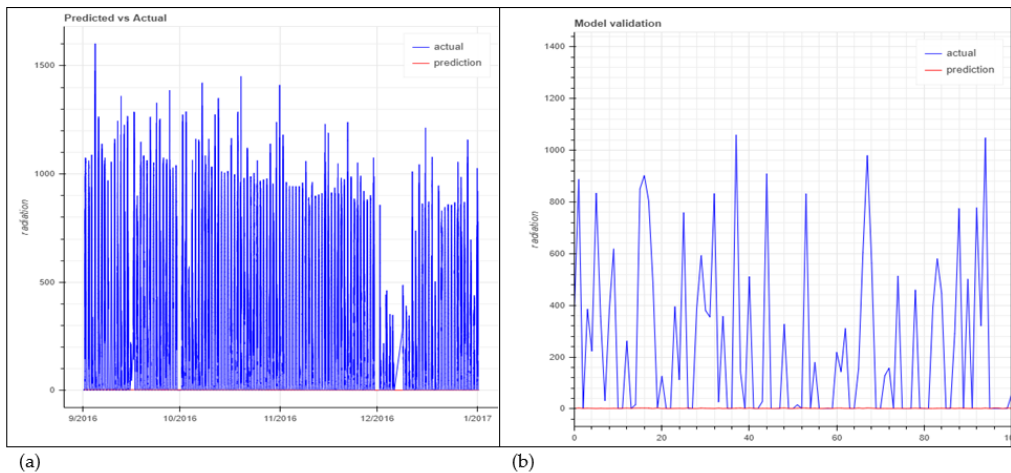 Predicted vs Actual
actual
prediction
1500
1000
500
0
radiation
9/2016
10/2016
11/2016
12/2016
1/2017
(a)
Model validation
actual
prediction
1400
1200
1000
800
600
400
200
0
radiation
0
20
40
60
80
(b)